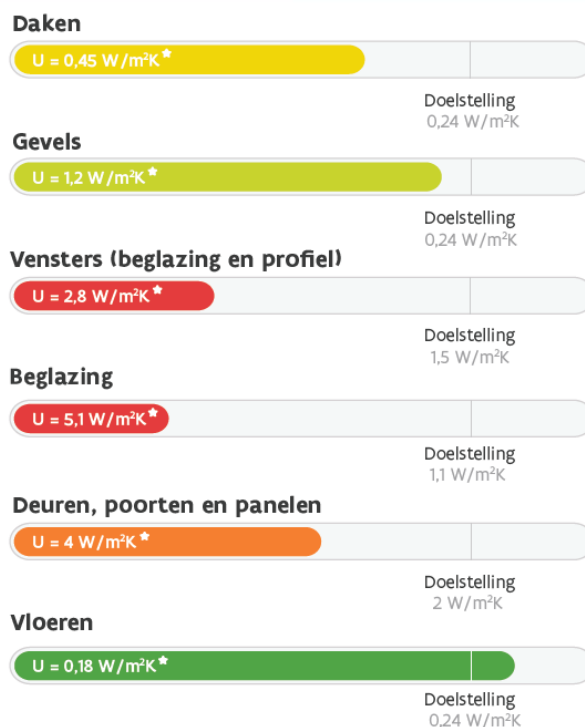 Daken
U = 0,45 W/m²K★
Doelstelling
0,24 W/m²K
Gevels
U = 1,2 W/m²K★
Doelstelling
0,24 W/m²K
Vensters (beglazing en profiel)
U = 2,8 W/m²K★
Doelstelling
1,5 W/m²K
Beglazing
U = 5,1 W/m²K★
Doelstelling
1,1 W/m²K
Deuren, poorten en panelen
U = 4 W/m²K★
Doelstelling
2 W/m²K
Vloeren
U = 0,18 W/m²K★
Doelstelling
0,24 W/m²K